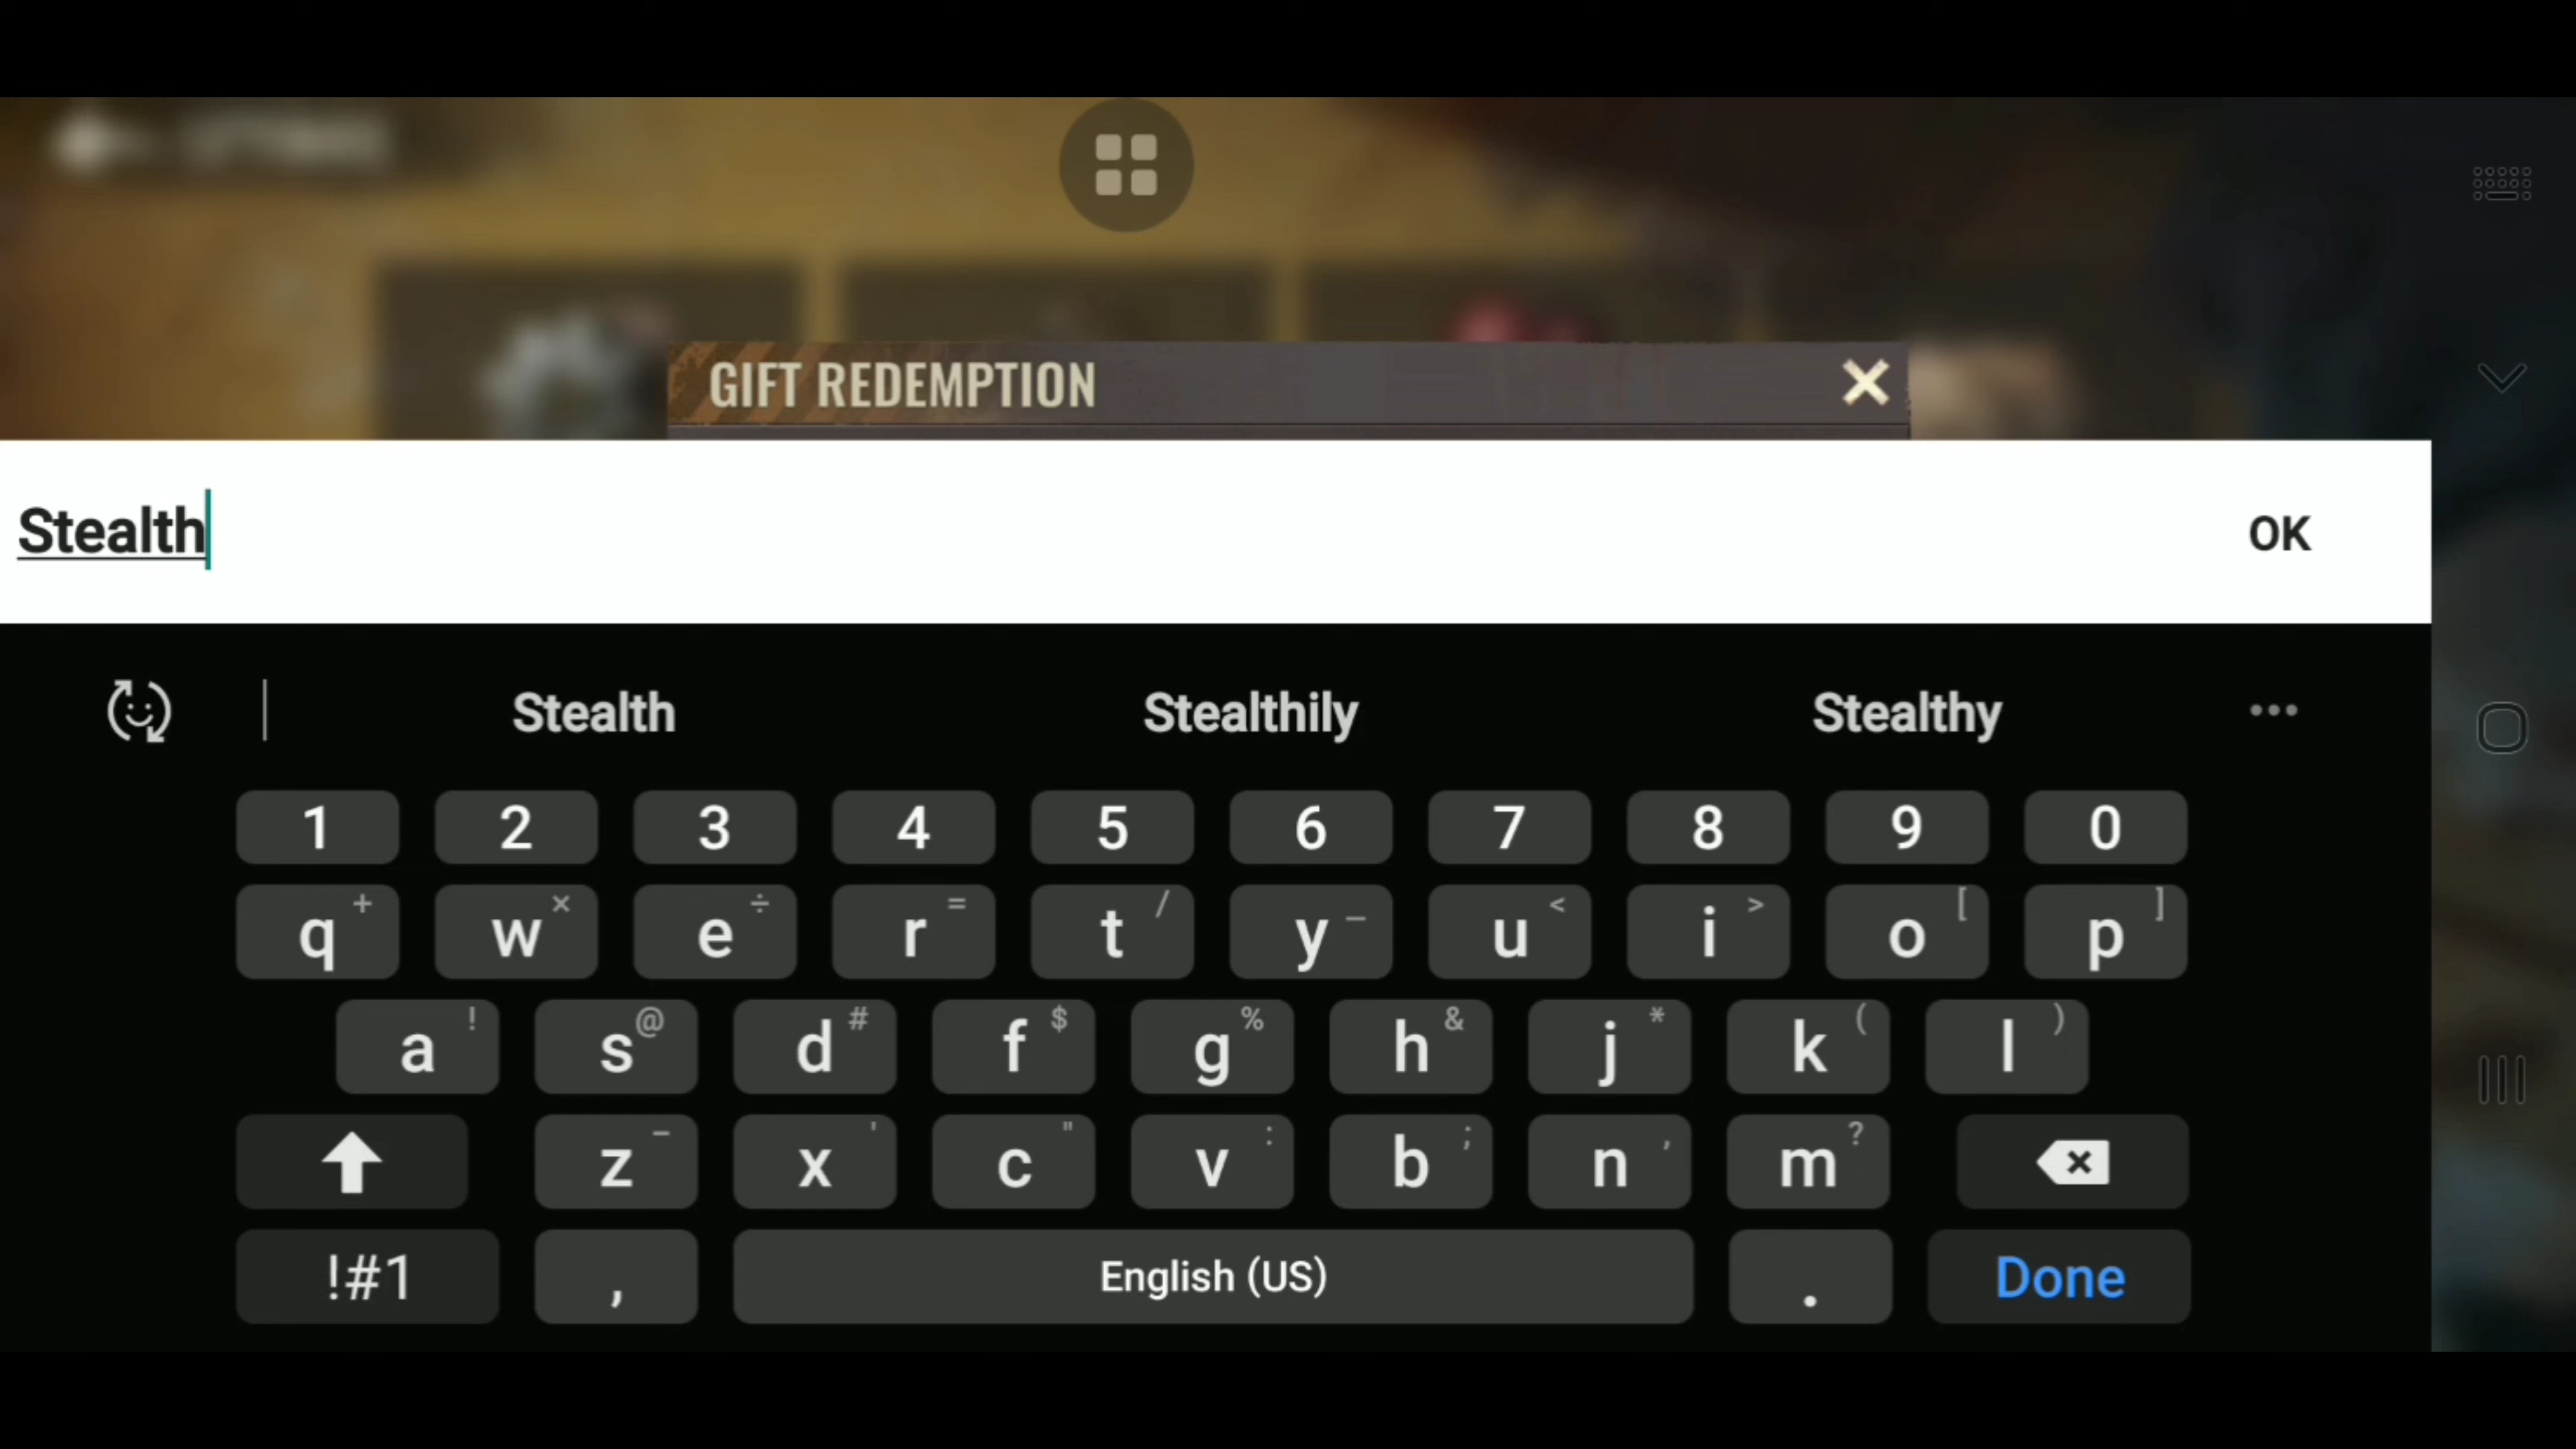 GIFT REDEMPTION
Stealth
OK
Stealth Stealthily Stealthy
1 2 3 4 5 6 7 8 9 0
q + w × e ÷ r = t / y _ u < i > o [ p ]
a ! s @ d # f $ g % h & j * k ( l )
z - x ' c " v : b ; n , m ?
!#1 , English (US) . Done